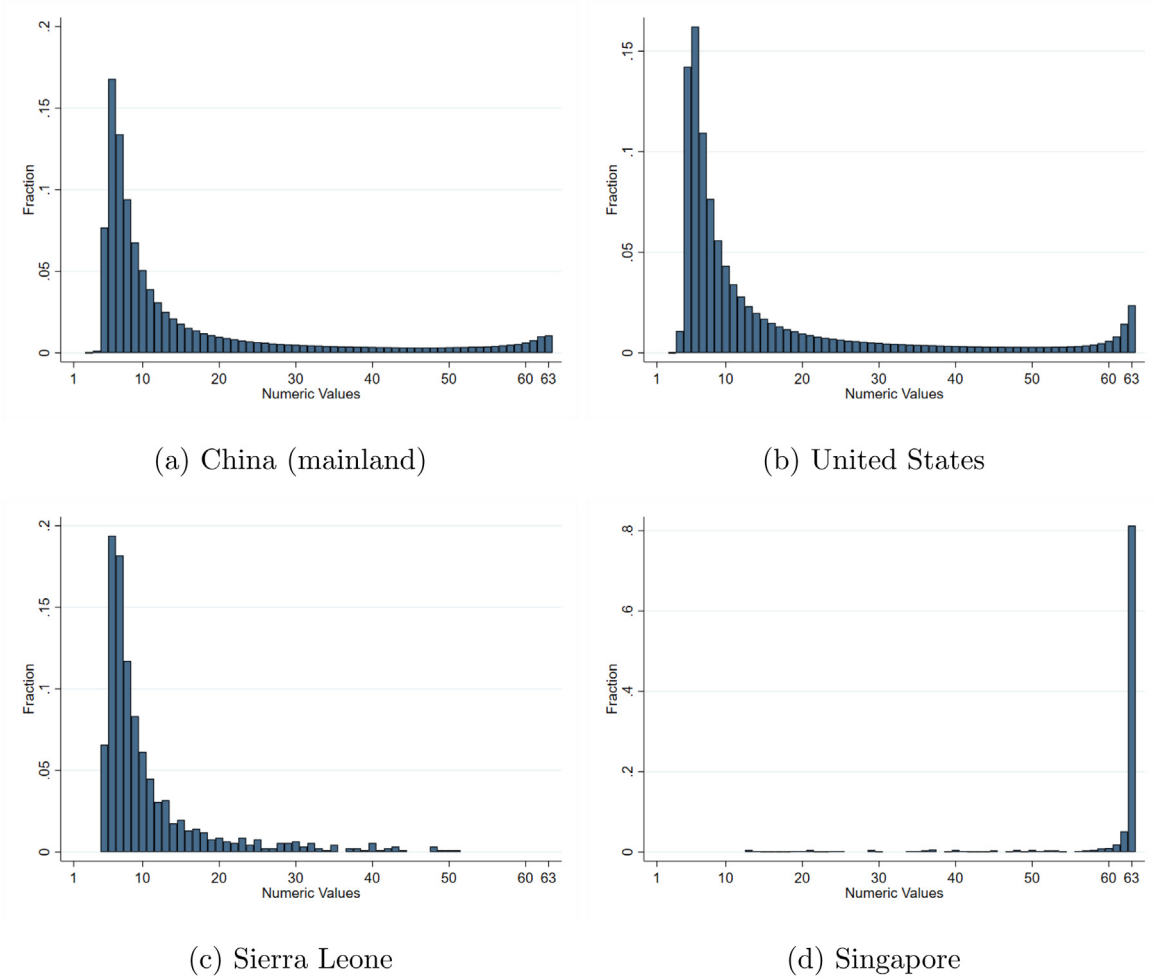 .2
.15
.1
.05
0
Fraction
1 10 20 30 40 50 60 63
Numeric Values
(a) China (mainland)
.15
.1
.05
0
Fraction
1 10 20 30 40 50 60 63
Numeric Values
(b) United States
.2
.15
.1
.05
0
Fraction
1 10 20 30 40 50 60 63
Numeric Values
(c) Sierra Leone
.8
.6
.4
.2
0
Fraction
1 10 20 30 40 50 60 63
Numeric Values
(d) Singapore